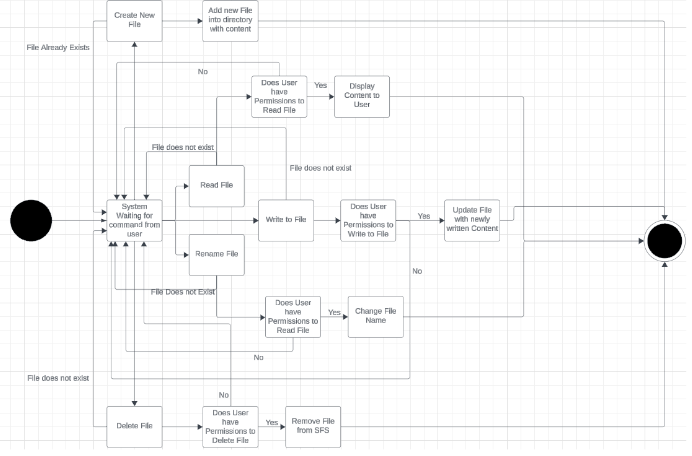 Create New
File
Add new File
into directory
with content
File Already Exists
No
Does User
have
Permissions to
Read File
Yes
Display
Content to
User
File does not exist
File does not exist
Read File
System
Waiting for
command from
user
Write to File
Does User
have
Permissions to
Write to File
Yes
Update File
with newly
written Content
Rename File
No
File Does not Exist
Does User
have
Permissions to
Read File
Yes
Change File
Name
No
File does not exist
No
Delete File
Does User
have
Permissions to
Delete File
Yes
Remove File
from SFS